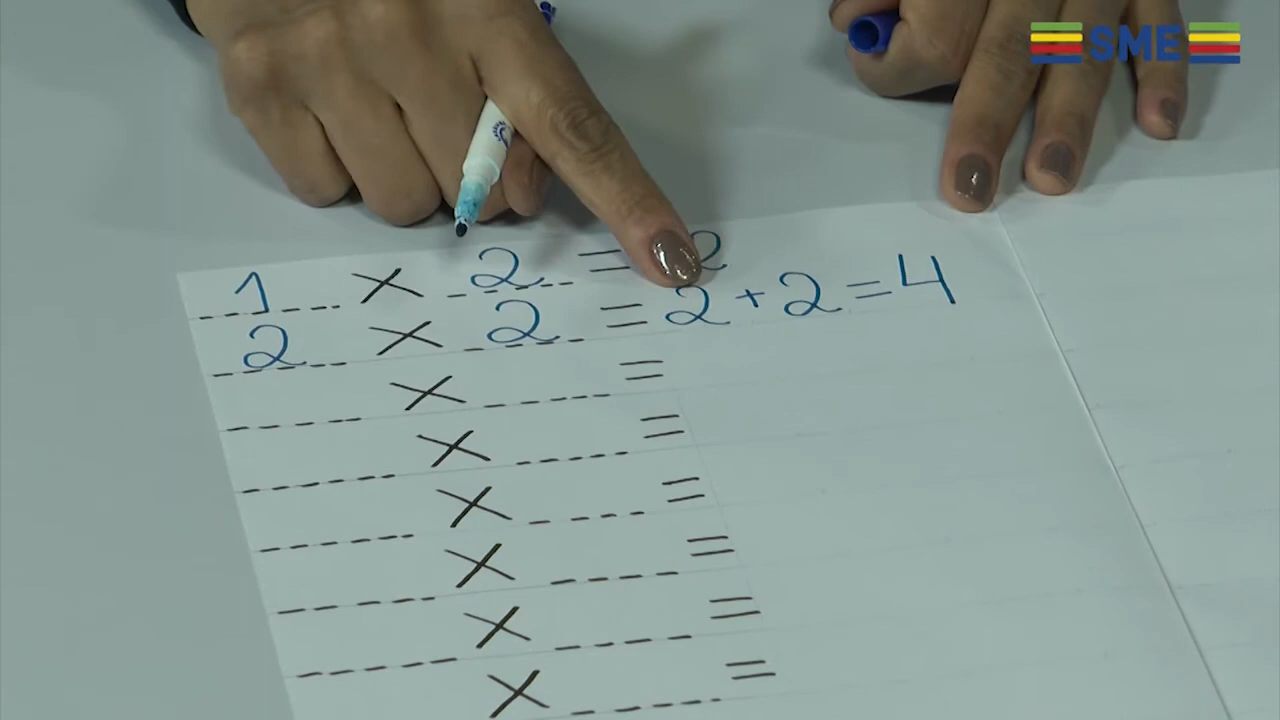 SME
1 × 2 = 2
2 × 2 = 2 + 2 = 4
× =
× =
× =
× =
× =
× =